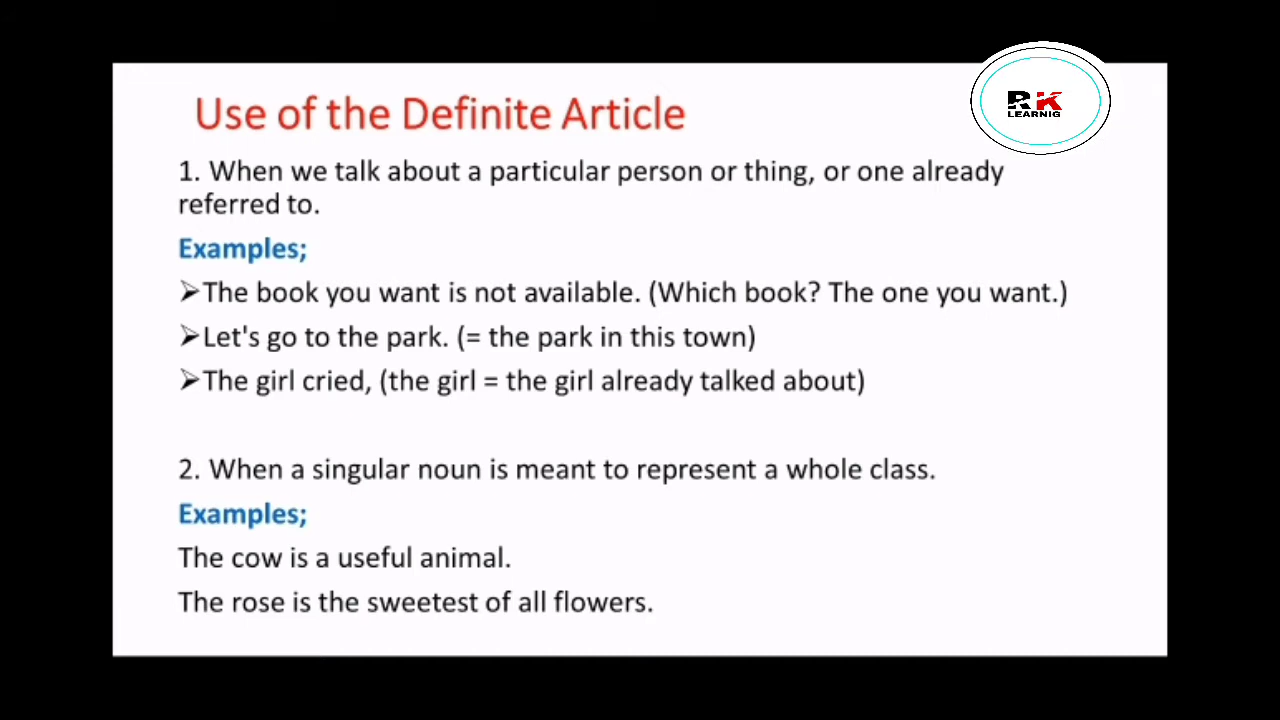 Use of the Definite Article
RK
LEARNIG
1. When we talk about a particular person or thing, or one already
referred to.
Examples;
➢The book you want is not available. (Which book? The one you want.)
➢Let's go to the park. (= the park in this town)
➢The girl cried, (the girl = the girl already talked about)
2. When a singular noun is meant to represent a whole class.
Examples;
The cow is a useful animal.
The rose is the sweetest of all flowers.